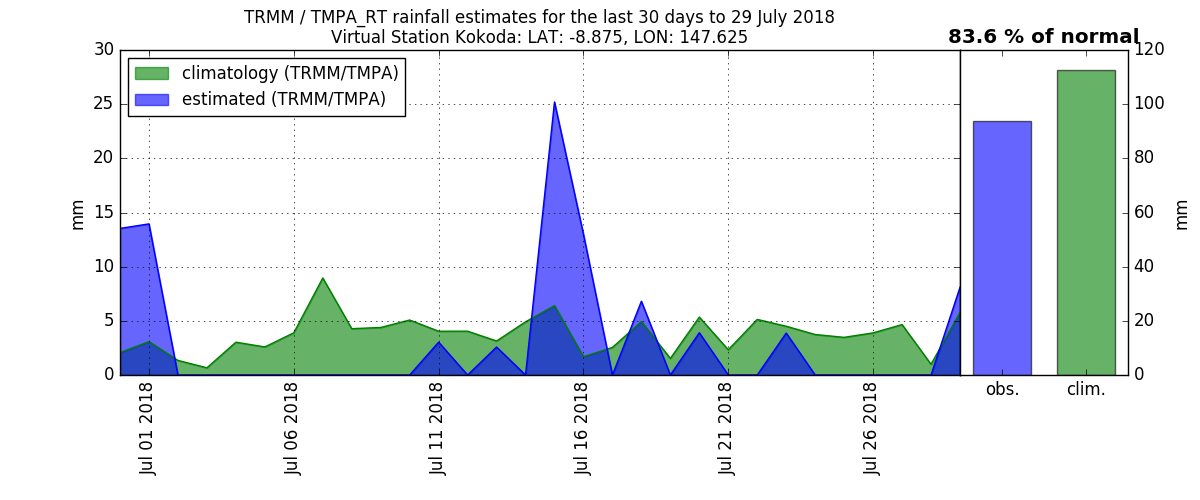 TRMM / TMPA_RT rainfall estimates for the last 30 days to 29 July 2018
Virtual Station Kokoda: LAT: -8.875, LON: 147.625
83.6 % of normal
climatology (TRMM/TMPA)
estimated (TRMM/TMPA)
30
25
20
15
10
5
0
mm
Jul 01 2018
Jul 06 2018
Jul 11 2018
Jul 16 2018
Jul 21 2018
Jul 26 2018
120
100
80
60
40
20
0
mm
obs.
clim.